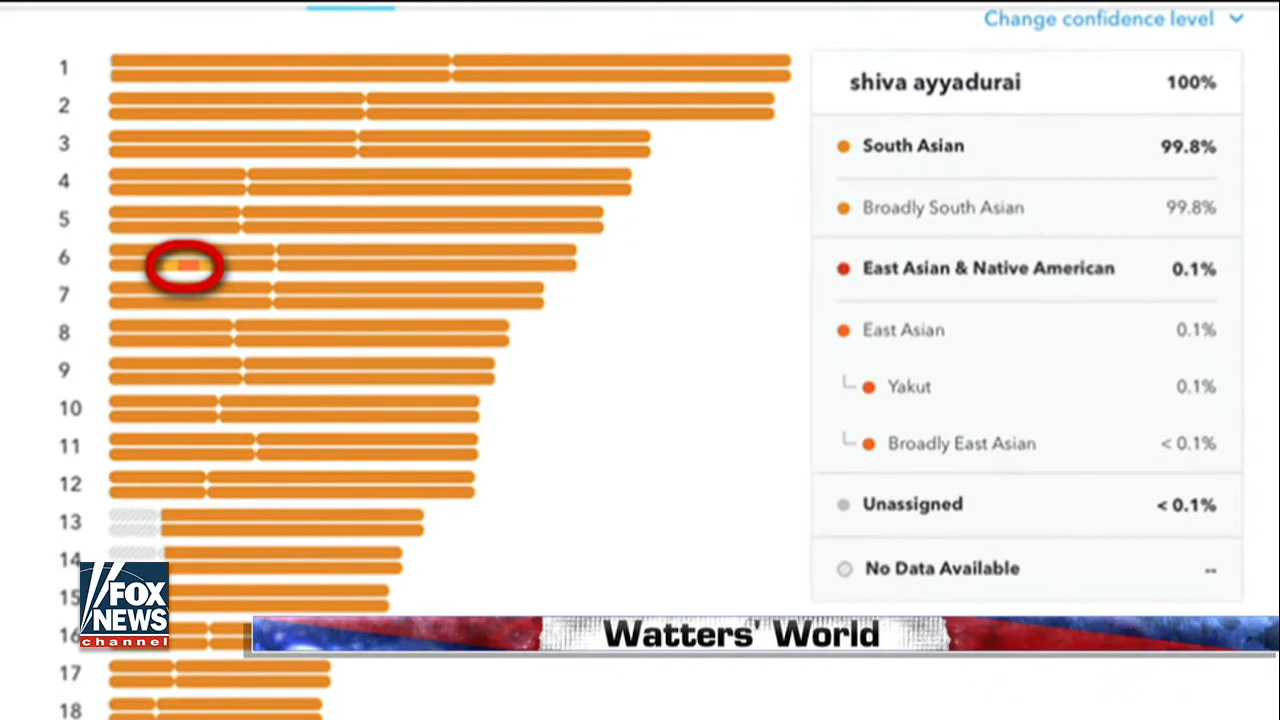 Change confidence level
1
2
3
4
5
6
7
8
9
10
11
12
13
14
15
16
17
18
shiva ayyadurai 100%
South Asian 99.8%
Broadly South Asian 99.8%
East Asian & Native American 0.1%
East Asian 0.1%
Yakut 0.1%
Broadly East Asian < 0.1%
Unassigned < 0.1%
No Data Available --
FOX
NEWS
channel
Watters' World